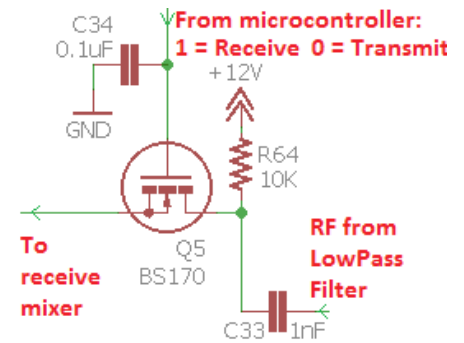 C34
0.1uF
From microcontroller:
1 = Receive 0 = Transmit
+12V
GND
R64
10K
Q5
BS170
To
receive
mixer
RF from
LowPass
Filter
C33
1nF